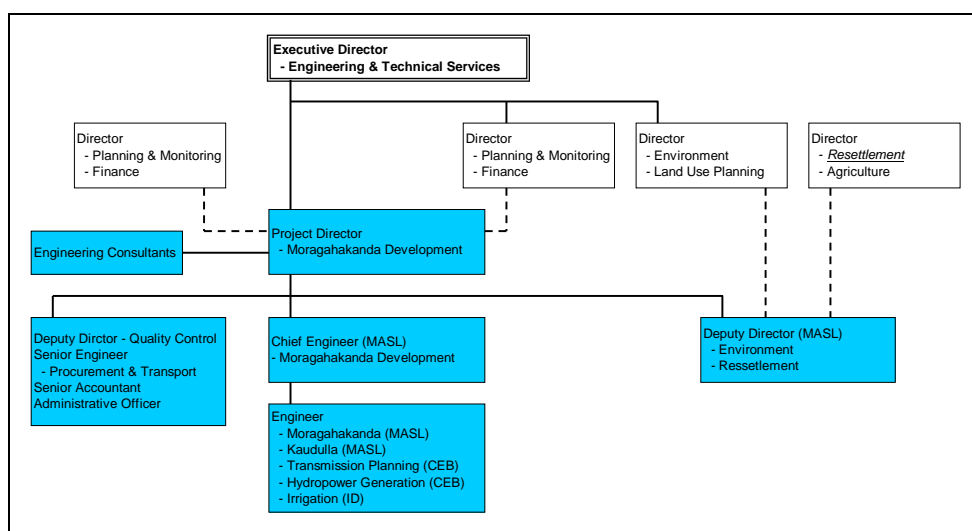 Executive Director
- Engineering & Technical Services
Director
- Planning & Monitoring
- Finance
Director
- Planning & Monitoring
- Finance
Director
- Environment
- Land Use Planning
Director
- Resettlement
- Agriculture
Project Director
- Moragahakanda Development
Engineering Consultants
Deputy Dirctor - Quality Control
Senior Engineer
- Procurement & Transport
Senior Accountant
Administrative Officer
Chief Engineer (MASL)
- Moragahakanda Development
Deputy Director (MASL)
- Environment
- Ressetlement
Engineer
- Moragahakanda (MASL)
- Kaudulla (MASL)
- Transmission Planning (CEB)
- Hydropower Generation (CEB)
- Irrigation (ID)